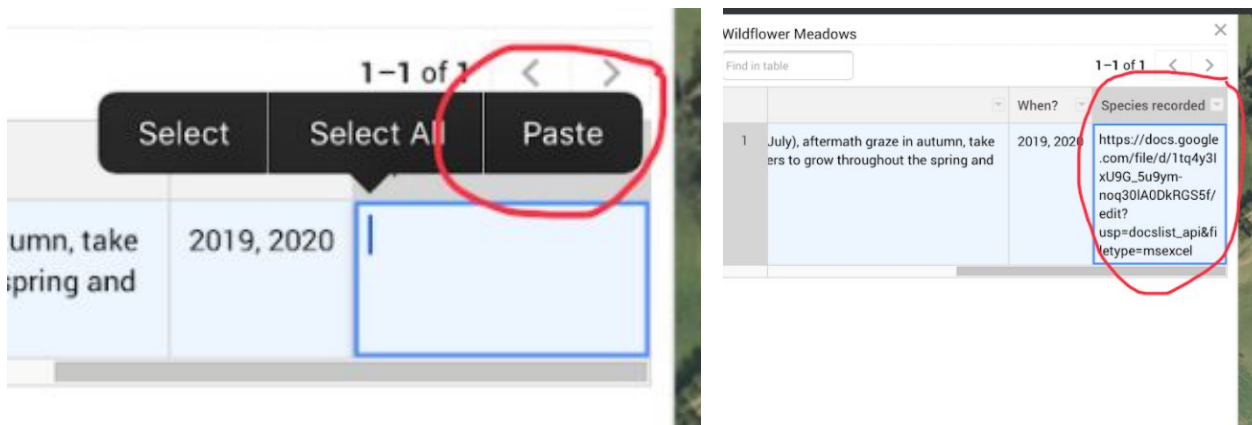 1–1 of 1
Select Select All Paste
umn, take
spring and
2019, 2020
Wildflower Meadows
Find in table
1–1 of 1
When? Species recorded
1
July), aftermath graze in autumn, take
ers to grow throughout the spring and
2019, 2020
https://docs.google
.com/file/d/1tq4y3I
xU9G_5u9ym-
noq30IA0DkRGS5f/
edit?
usp=docslist_api&fi
letype=msexcel